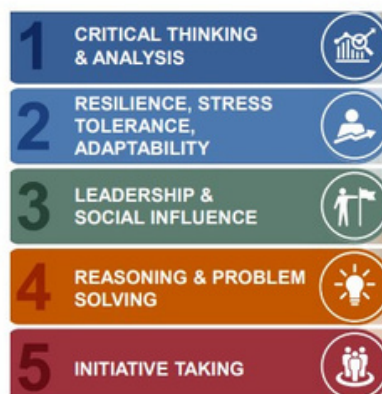 1
CRITICAL THINKING
& ANALYSIS
2
RESILIENCE, STRESS
TOLERANCE,
ADAPTABILITY
3
LEADERSHIP &
SOCIAL INFLUENCE
4
REASONING & PROBLEM
SOLVING
5
INITIATIVE TAKING